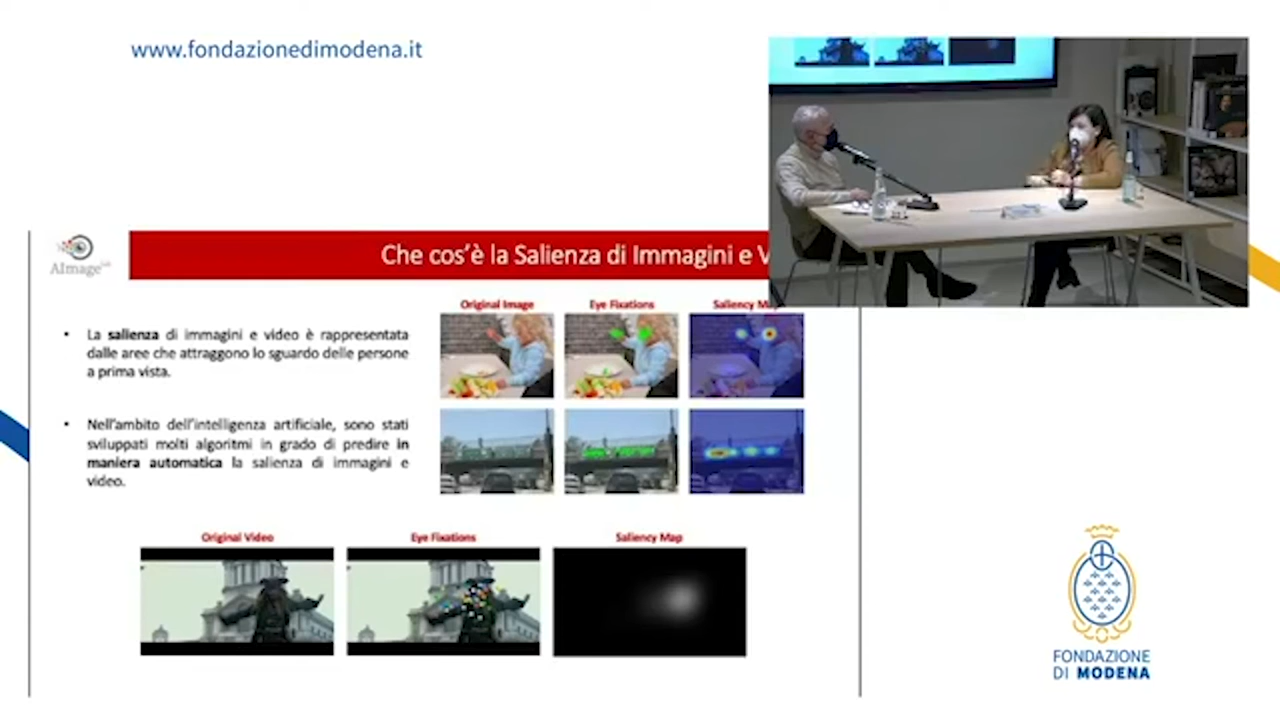 www.fondazionedimodena.it
AImageLab
Che cos'è la Salienza di Immagini e V
Original Image
Eye Fixations
Saliency Ma
La salienza di immagini e video è rappresentata
dalle aree che attraggono lo sguardo delle persone
a prima vista.
Nell'ambito dell'intelligenza artificiale, sono stati
sviluppati molti algoritmi in grado di predire in
maniera automatica la salienza di immagini e
video.
Original Video
Eye Fixations
Saliency Map
FONDAZIONE
DI MODENA